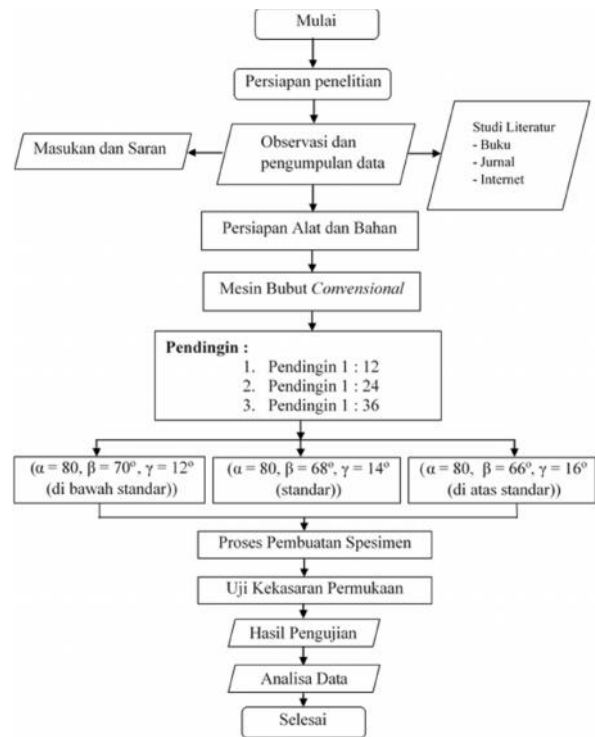 Mulai
Persiapan penelitian
Masukan dan Saran
Observasi dan
pengumpulan data
Studi Literatur
- Buku
- Jurnal
- Internet
Persiapan Alat dan Bahan
Mesin Bubut Convensional
Pendingin :
1. Pendingin 1 : 12
2. Pendingin 1 : 24
3. Pendingin 1 : 36
(α = 80, β = 70º, γ = 12º
(di bawah standar))
(α = 80, β = 68º, γ = 14º
(standar)
(α = 80, β = 66º, γ = 16º
(di atas standar))
Proses Pembuatan Spesimen
Uji Kekasaran Permukaan
Hasil Pengujian
Analisa Data
Selesai